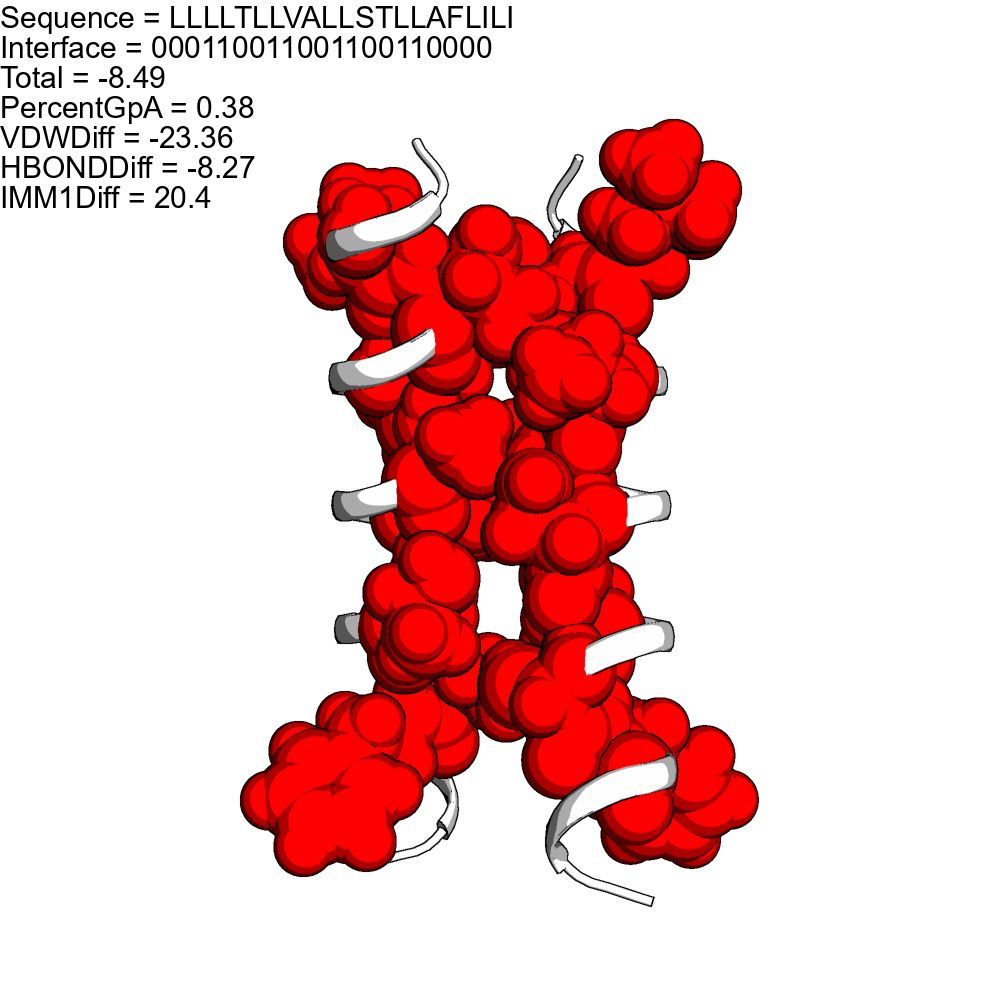 Sequence = LLLLTLLVALLSTLLAFLILI
Interface = 000110011001100110000
Total = -8.49
PercentGpA = 0.38
VDWDiff = -23.36
HBONDDiff = -8.27
IMM1Diff = 20.4